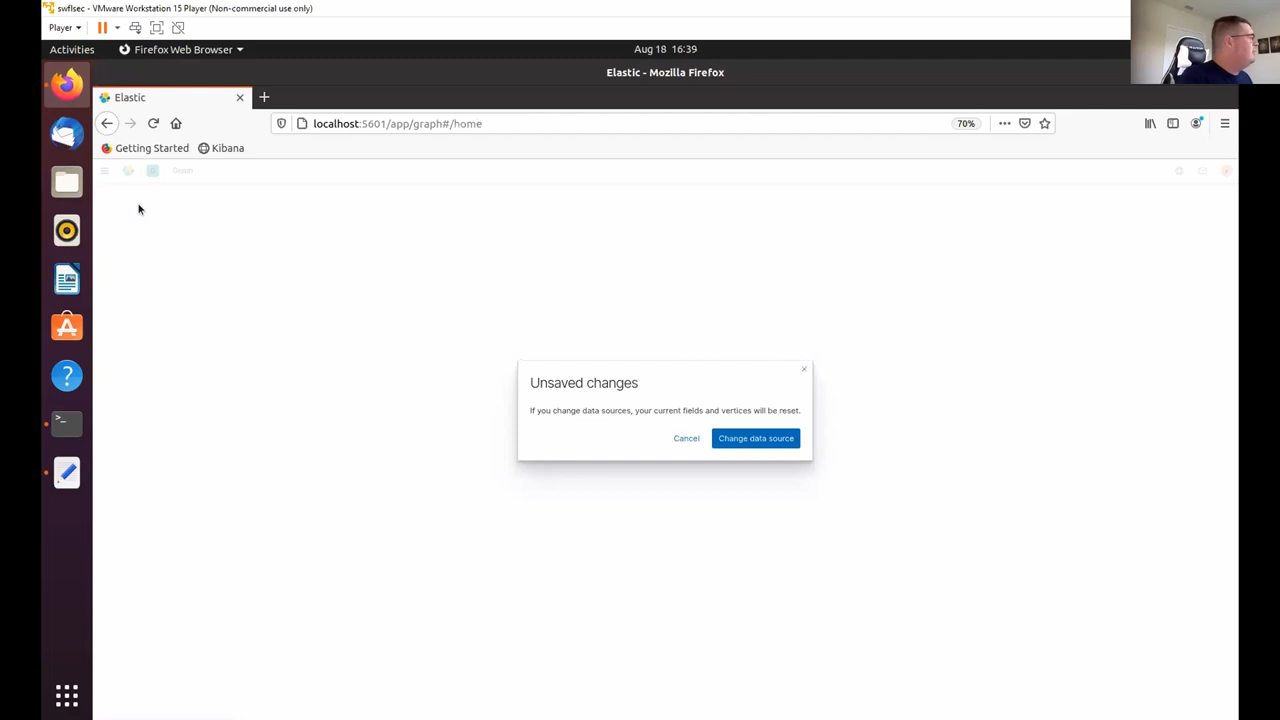 swflsec - VMware Workstation 15 Player (Non-commercial use only)
Player
Activities
Firefox Web Browser
Aug 18 16:39
Elastic - Mozilla Firefox
Elastic
localhost:5601/app/graph#/home
70%
Getting Started
Kibana
Unsaved changes
If you change data sources, your current fields and vertices will be reset.
Cancel
Change data source